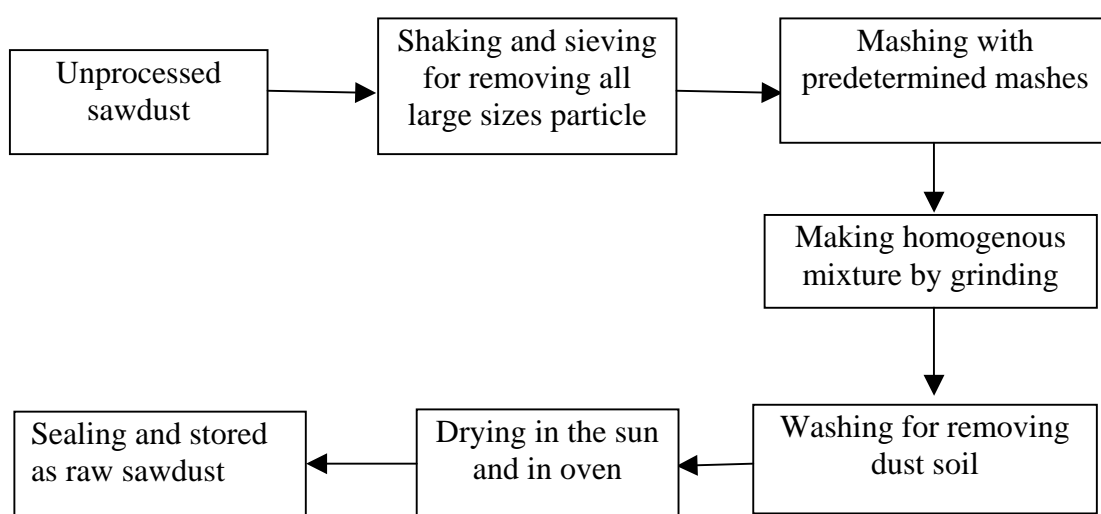 Unprocessed
sawdust
Shaking and sieving
for removing all
large sizes particle
Mashing with
predetermined mashes
Making homogenous
mixture by grinding
Washing for removing
dust soil
Drying in the sun
and in oven
Sealing and stored
as raw sawdust